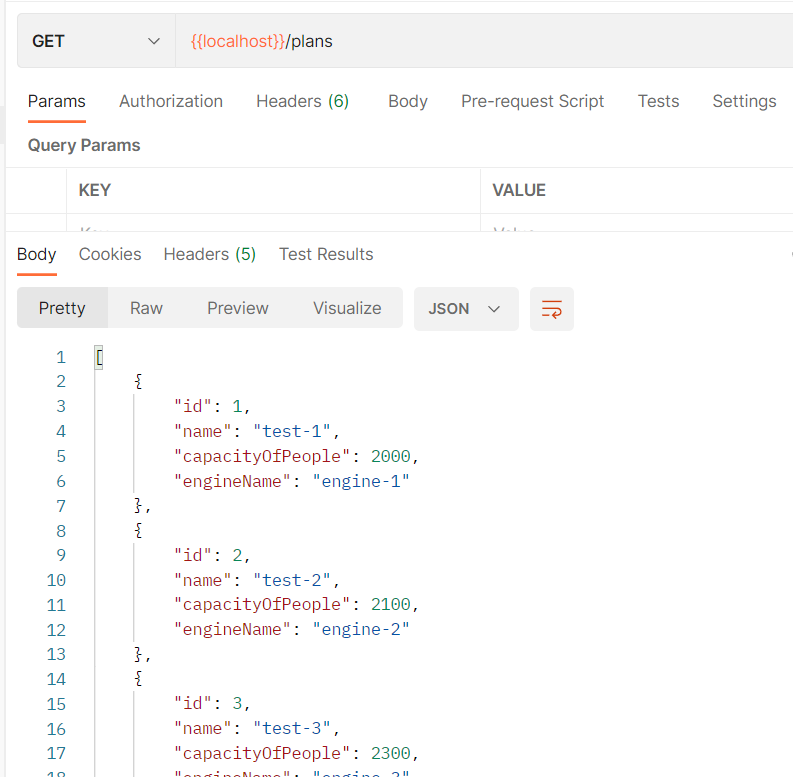 GET {{localhost}}/plans
Params Authorization Headers (6) Body Pre-request Script Tests Settings
Query Params
KEY VALUE
Body Cookies Headers (5) Test Results
Pretty Raw Preview Visualize JSON
1 [
2 {
3 "id": 1,
4 "name": "test-1",
5 "capacityOfPeople": 2000,
6 "engineName": "engine-1"
7 },
8 {
9 "id": 2,
10 "name": "test-2",
11 "capacityOfPeople": 2100,
12 "engineName": "engine-2"
13 },
14 {
15 "id": 3,
16 "name": "test-3",
17 "capacityOfPeople": 2300,
18 "engineName": "engine-3"